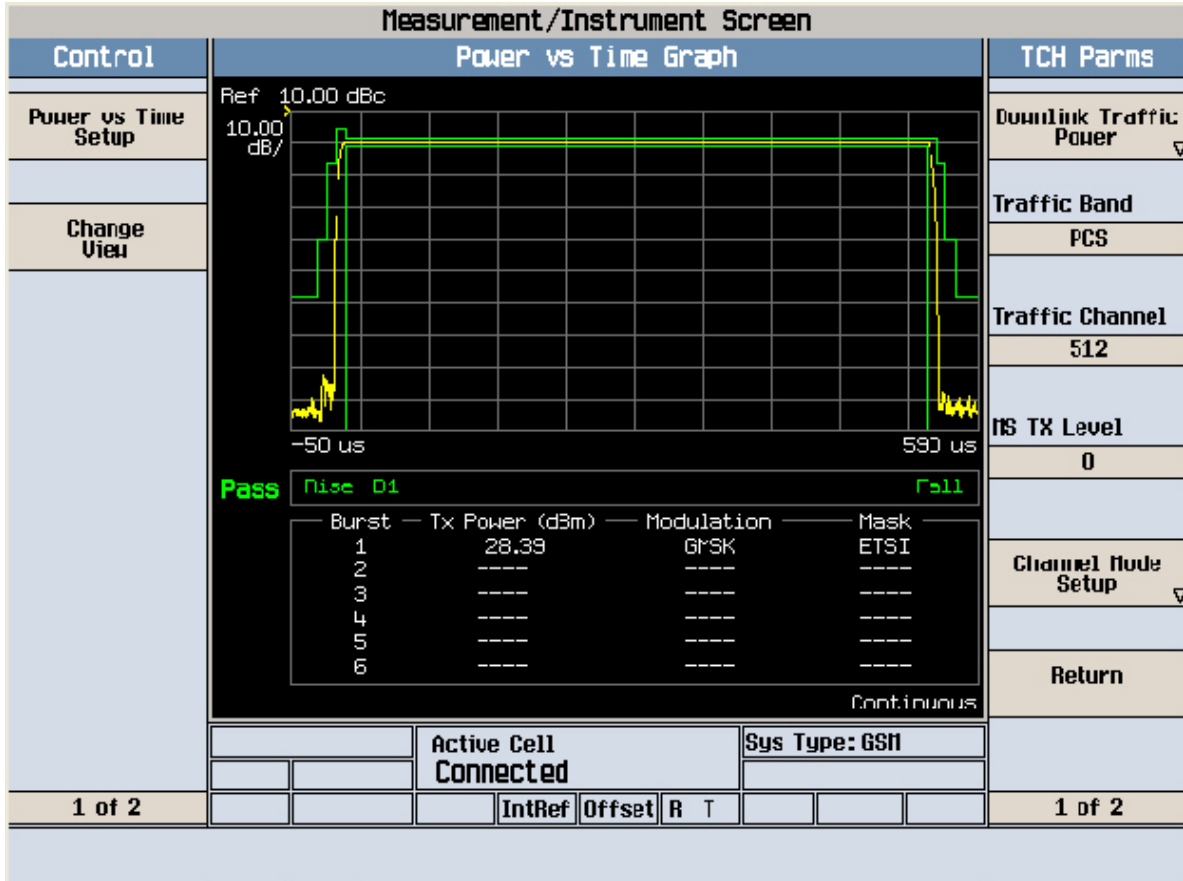 Measurement/Instrument Screen
Control
Power vs Time Graph
TCH Parms
Power vs Time
Setup
Change
View
1 of 2
Ref 10.00 dBc
10.00
dB/
-50 us
590 us
Pass
Rise 01
Fall
Burst Tx Power (dBm) Modulation Mask
1 28.39 GMSK ETSI
2 ---- ---- ----
3 ---- ---- ----
4 ---- ---- ----
5 ---- ---- ----
6 ---- ---- ----
Continuous
Active Cell
Connected
Sys Type: GSM
IntRef
Offset
R T
Downlink Traffic
Power
Traffic Band
PCS
Traffic Channel
512
MS TX Level
0
Channel Mode
Setup
Return
1 of 2